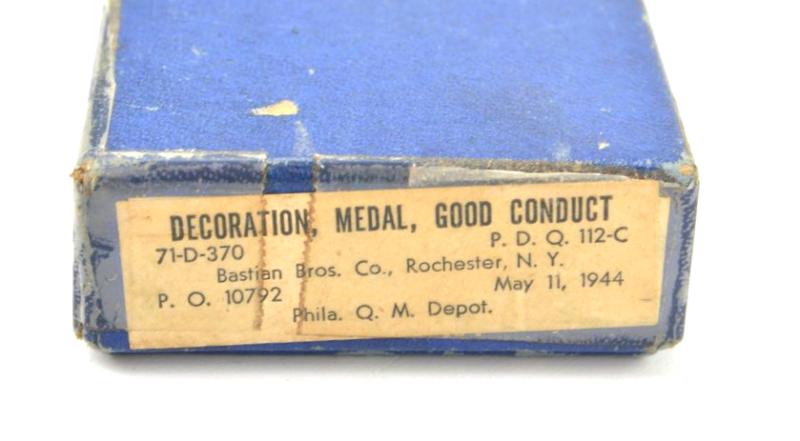 DECORATION, MEDAL, GOOD CONDUCT
71-D-370 P. D. Q. 112-C
Bastian Bros. Co., Rochester, N. Y.
P. O. 10792 May 11, 1944
Phila. Q. M. Depot.